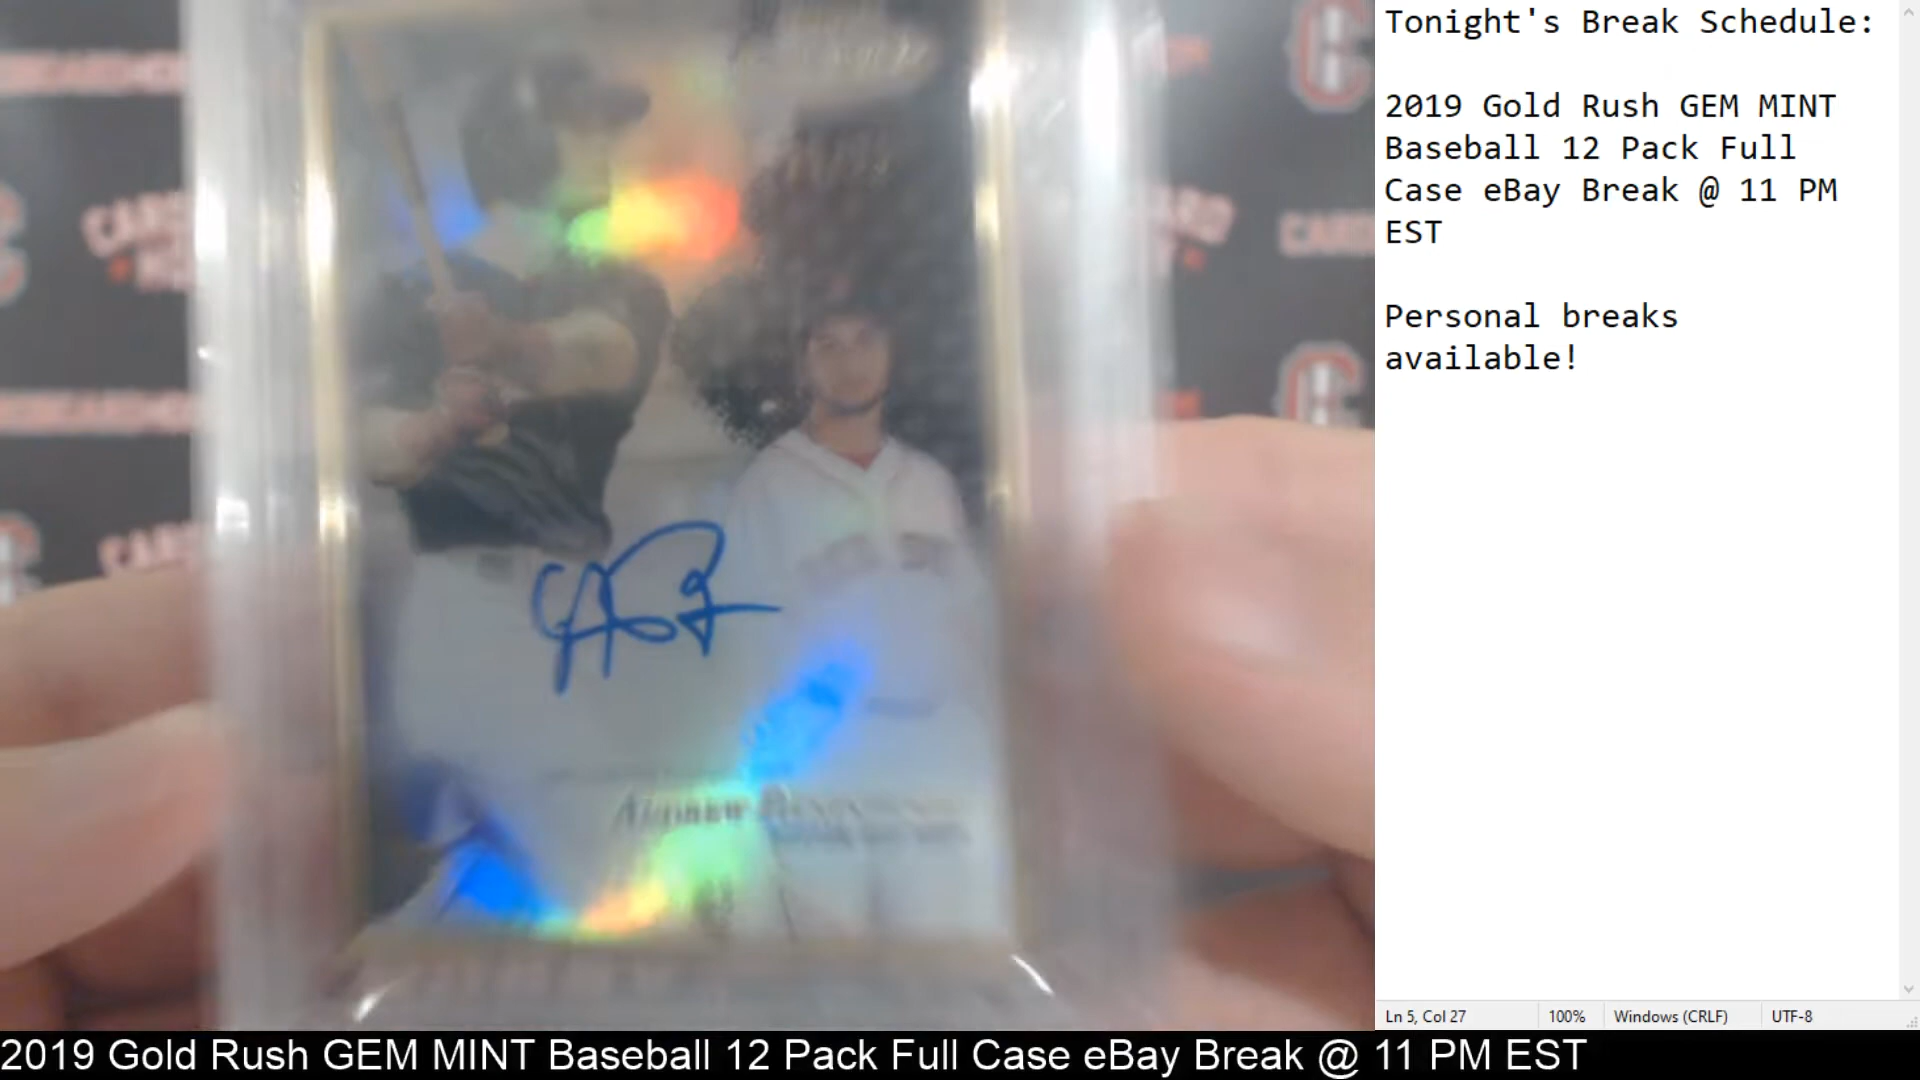 Tonight's Break Schedule:
2019 Gold Rush GEM MINT
Baseball 12 Pack Full
Case eBay Break @ 11 PM
EST
Personal breaks
available!
Ln 5, Col 27
100%
Windows (CRLF)
UTF-8
2019 Gold Rush GEM MINT Baseball 12 Pack Full Case eBay Break @ 11 PM EST